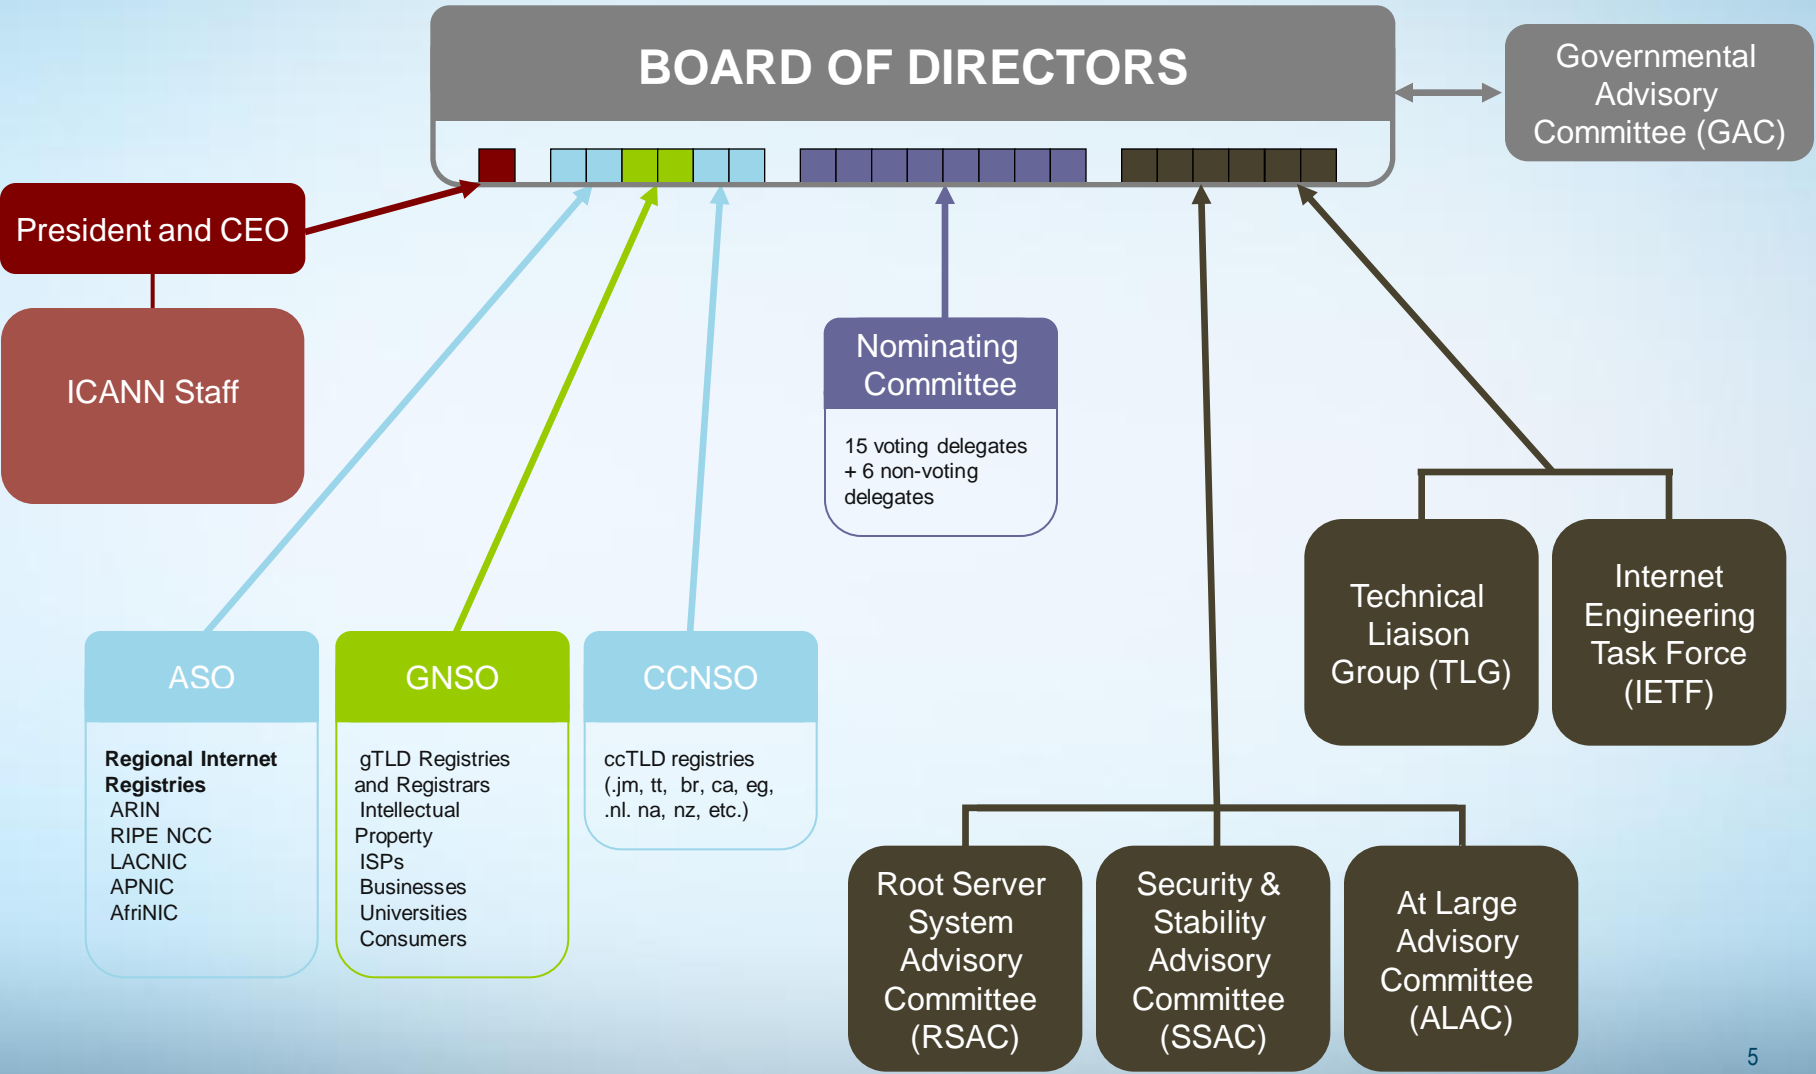 BOARD OF DIRECTORS
Governmental
Advisory
Committee (GAC)
President and CEO
ICANN Staff
Nominating
Committee
15 voting delegates
+ 6 non-voting
delegates
Technical
Liaison
Group (TLG)
Internet
Engineering
Task Force
(IETF)
ASO
Regional Internet
Registries
ARIN
RIPE NCC
LACNIC
APNIC
AfriNIC
GNSO
gTLD Registries
and Registrars
Intellectual
Property
ISPs
Businesses
Universities
Consumers
CCNSO
ccTLD registries
(.jm, tt, br, ca, eg,
.nl. na, nz, etc.)
Root Server
System
Advisory
Committee
(RSAC)
Security &
Stability
Advisory
Committee
(SSAC)
At Large
Advisory
Committee
(ALAC)
5